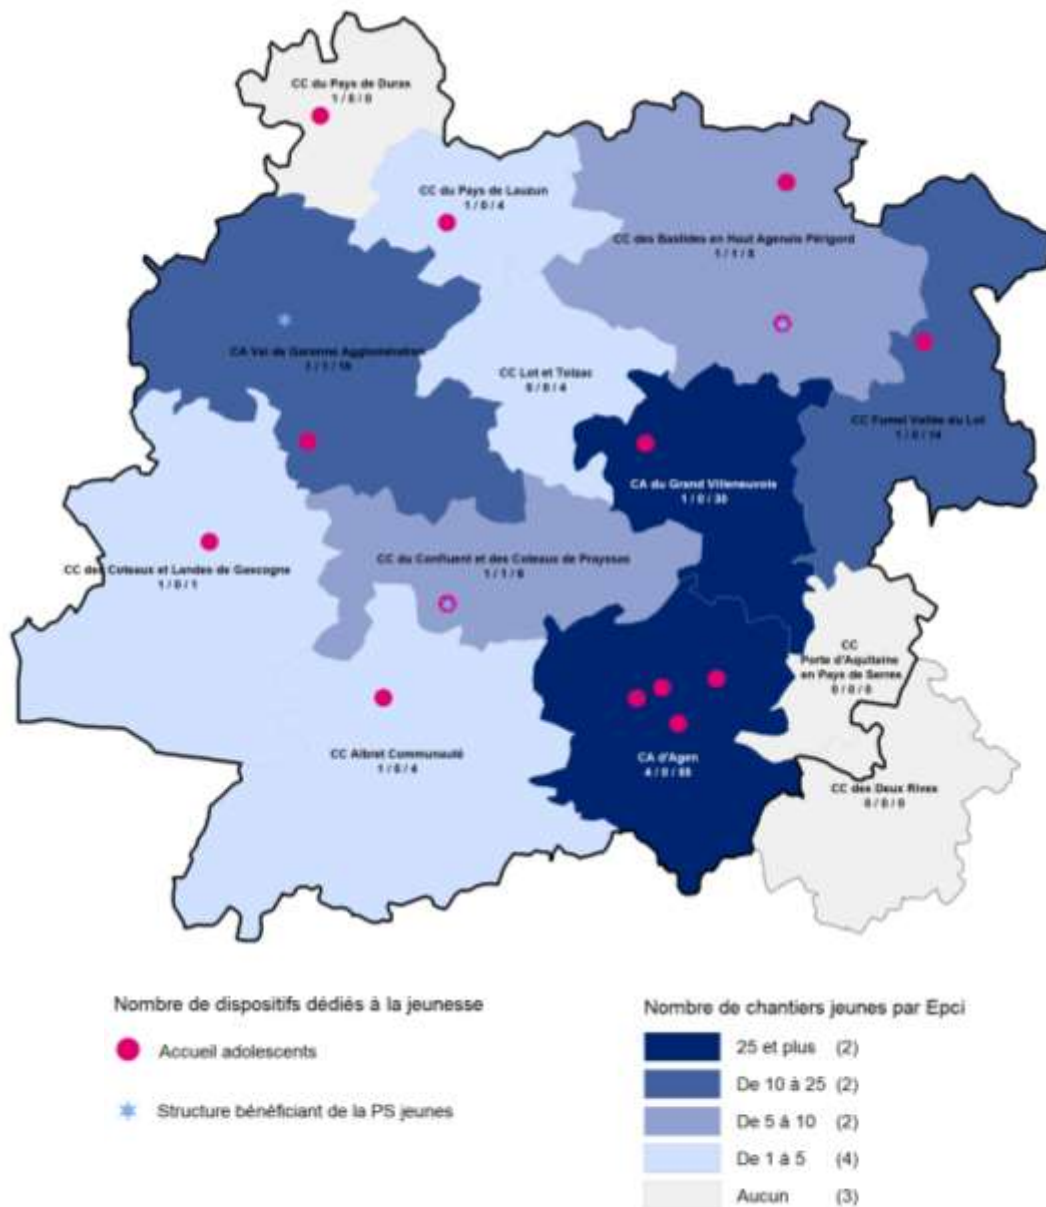 CC du Pays de Duras
1 / 0 / 0
CC du Pays de Lauzun
1 / 0 / 4
CC des Bastides en Haut Agenais Périgord
CA Val de Garonne Agglomération
CC Lot et Tolzac
0 / 0 / 4
CC Fumel Vallée du Lot
1 / 0 / 14
CA du Grand Villeneuvois
1 / 0 / 30
CC des Coteaux et Landes de Gascogne
1 / 0 / 1
CC du Confluent et des Coteaux de Prayssas
CC
Porte d'Aquitaine
en Pays de Serres
0 / 0 / 0
CC Albret Communauté
1 / 0 / 4
CA d'Agen
CC des Deux Rives
0 / 0 / 0
Nombre de dispositifs dédiés à la jeunesse
Accueil adolescents
Structure bénéficiant de la PS jeunes
Nombre de chantiers jeunes par Epci
25 et plus (2)
De 10 à 25 (2)
De 5 à 10 (2)
De 1 à 5 (4)
Aucun (3)